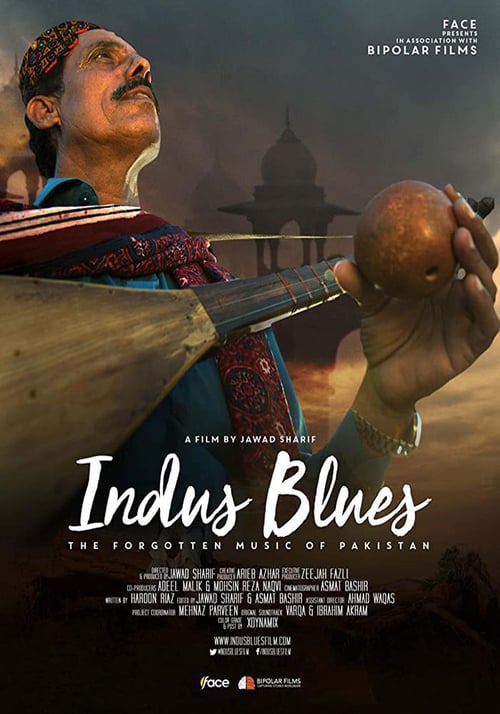 FACE
PRESENTS
IN ASSOCIATION WITH
BIPOLAR FILMS
A FILM BY JAWAD SHARIF
Indus Blues
THE FORGOTTEN MUSIC OF PAKISTAN
DIRECTED & PRODUCED BY JAWAD SHARIF CREATIVE PRODUCER ARIEB AZHAR EXECUTIVE PRODUCER ZEEJAH FAZLI
CO-PRODUCERS ADEEL MALIK & MOHSIN REZA NAQVI CINEMATOGRAPHER ASMAT BASHIR
WRITTEN BY HAROON RIAZ EDITED BY JAWAD SHARIF & ASMAT BASHIR ASSISTANT DIRECTOR AHMAD WAQAS
PROJECT COORDINATOR MEHNAZ PARVEEN ORIGINAL SOUNDTRACK VARQA & IBRAHIM AKRAM
COLOR GRADE & POST BY XDYNAMIX
WWW.INDUSBLUESFILM.COM
@INDUSBLUESFILM /INDUSBLUESFILM
face BIPOLAR FILMS
CAPTURING STORIES WORLDWIDE